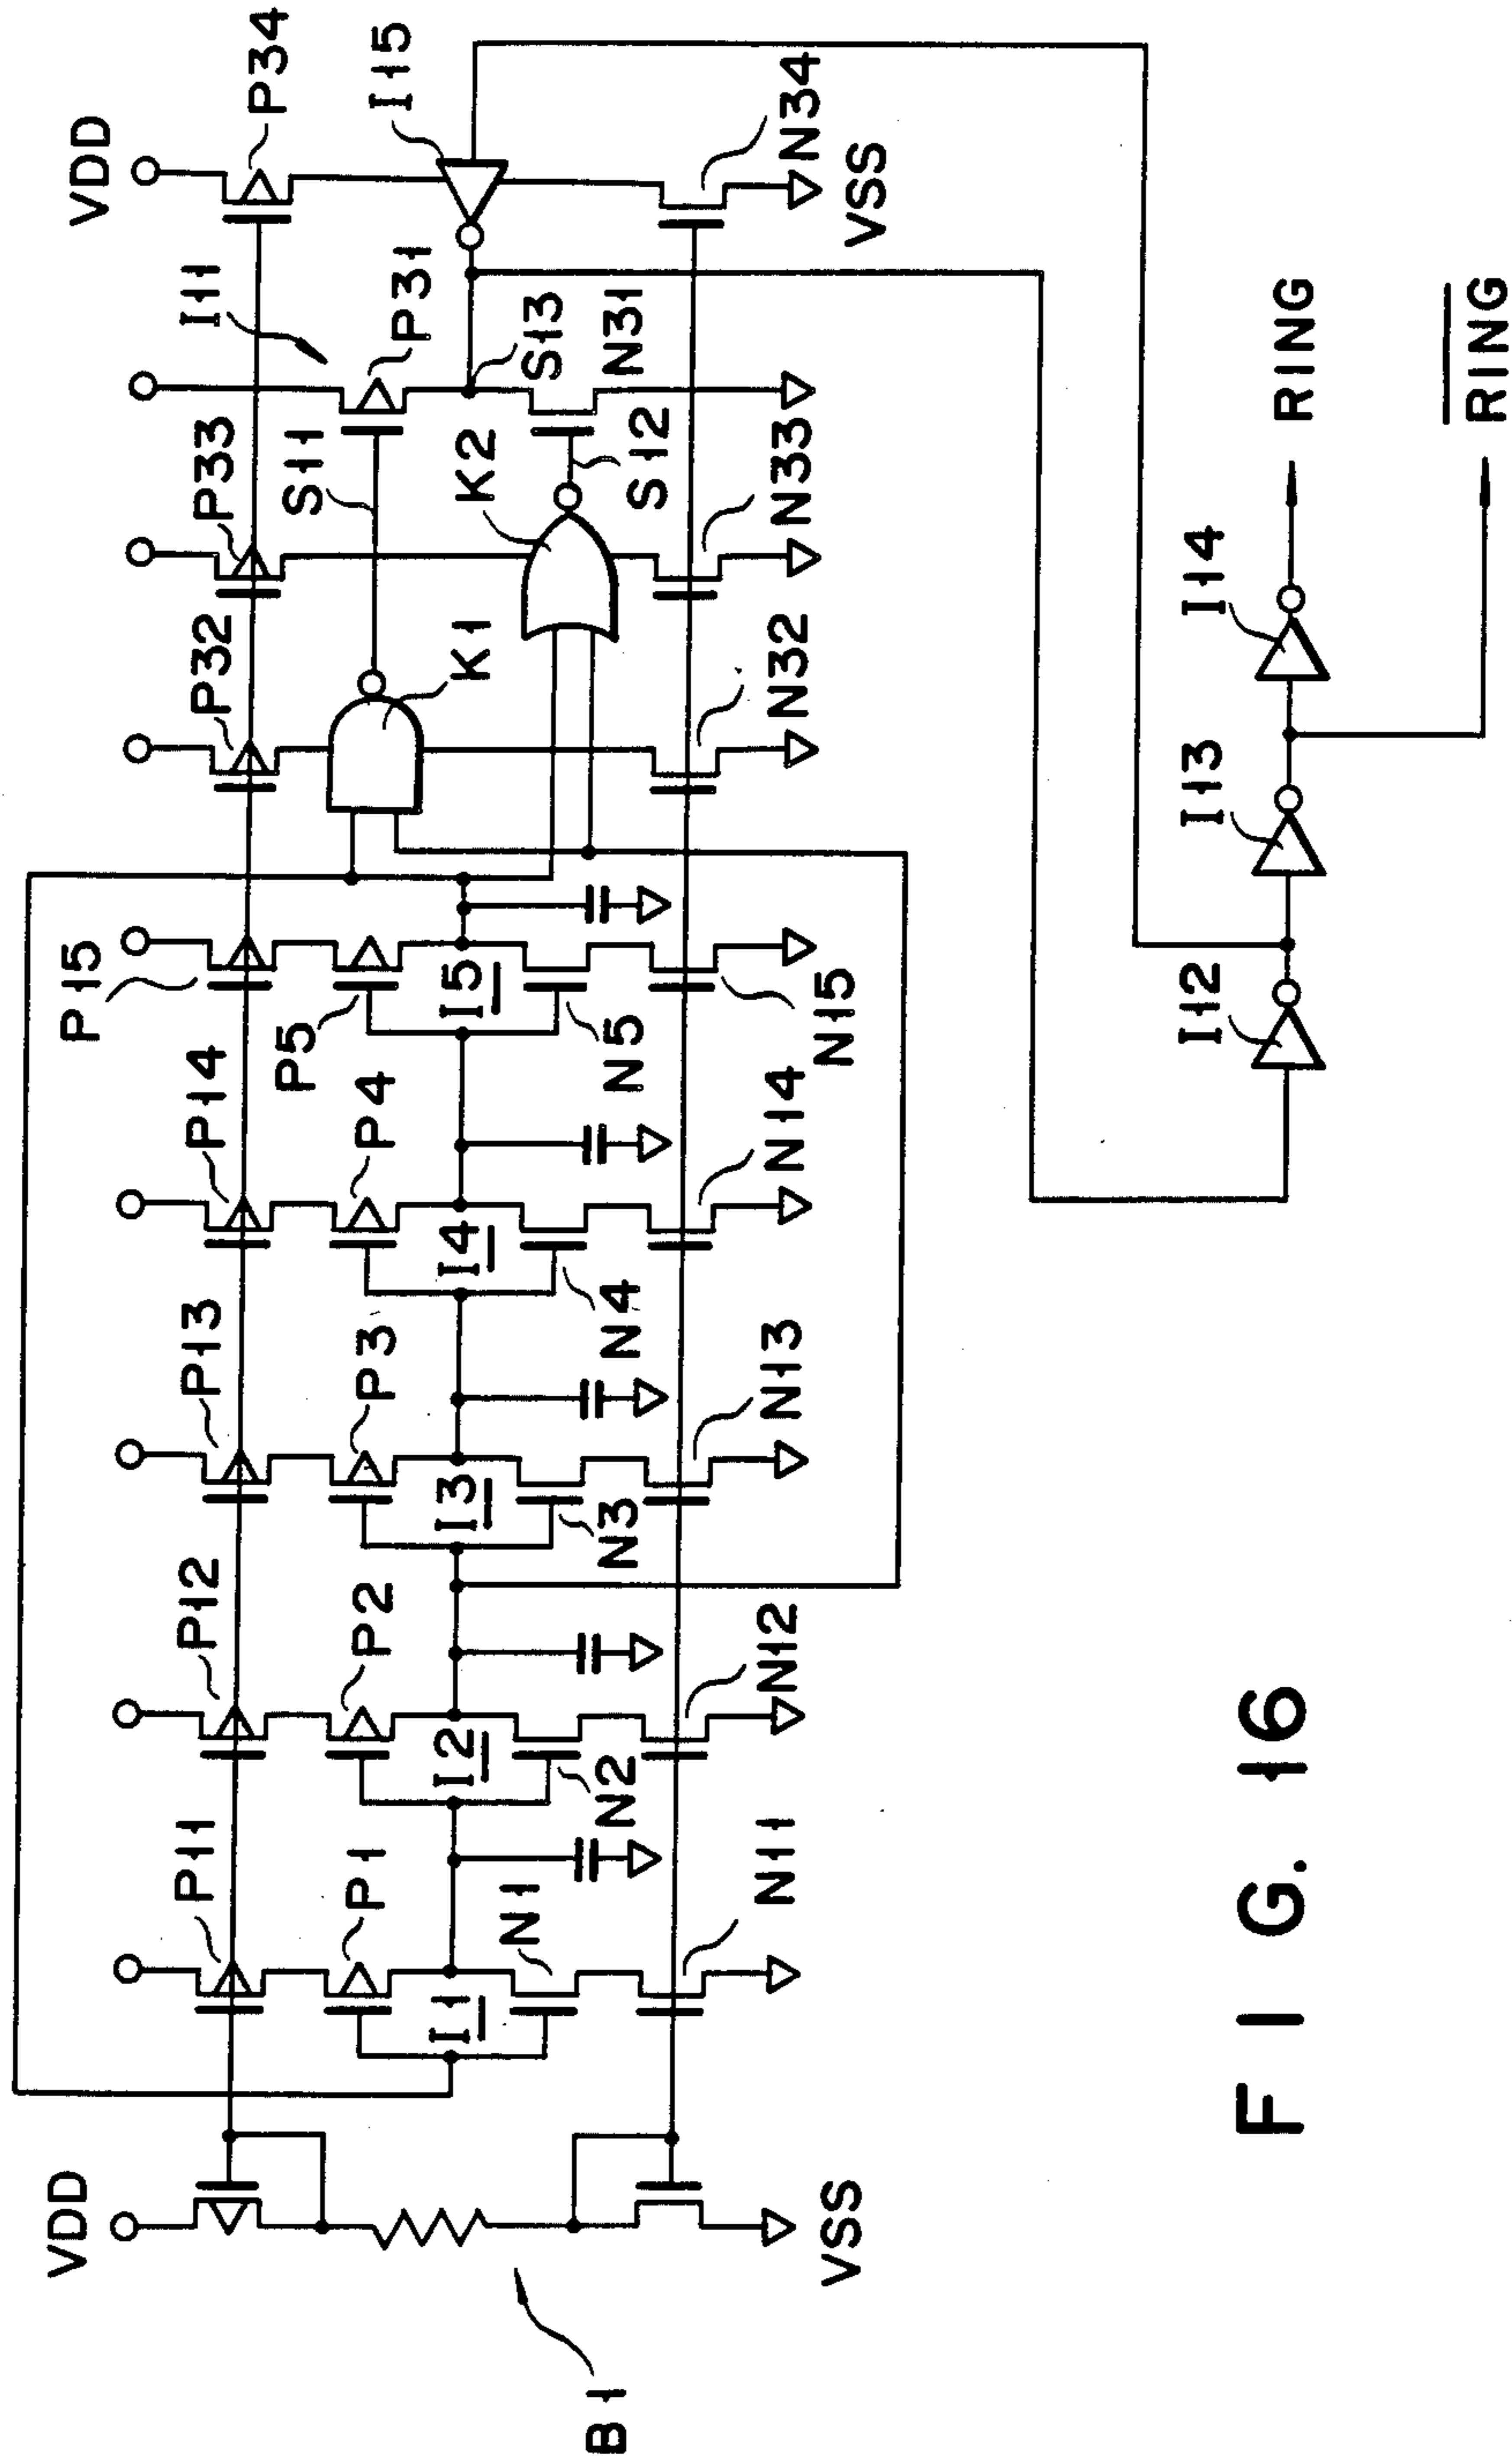 VDD
P11
P12
P13
P14
P15
P32
P33
P34
VDD
P1
P2
P3
P4
P5
S11
I11
P31
I15
I1
I2
I3
I4
I5
K1
K2
S13
N1
N2
N3
N4
N5
S12
N31
B1
VSS
N11
N12
N13
N14
N15
N32
N33
N34
VSS
I12
I13
I14
RING
RING
FIG. 16